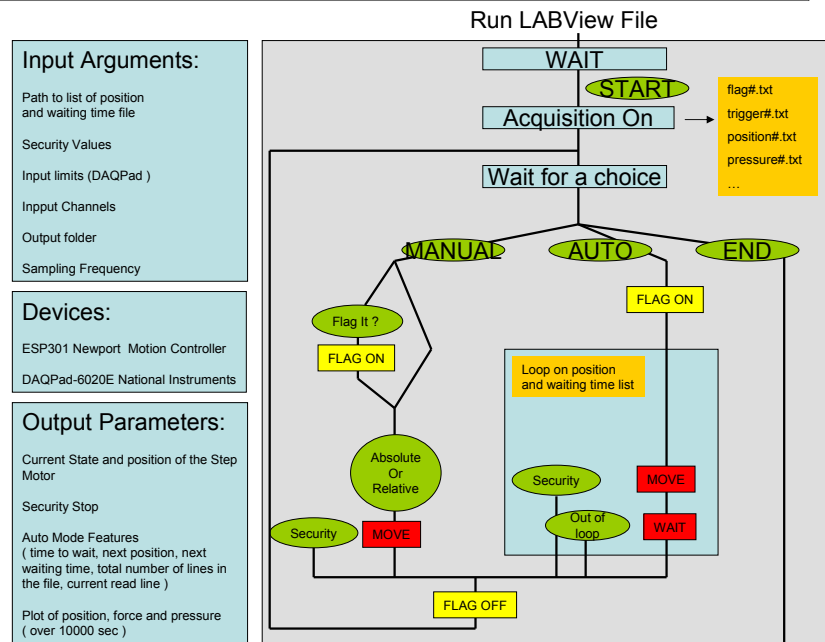 Run LABView File
Input Arguments:
Path to list of position
and waiting time file
Security Values
Input limits (DAQPad )
Inpput Channels
Output folder
Sampling Frequency
Devices:
ESP301 Newport Motion Controller
DAQPad-6020E National Instruments
Output Parameters:
Current State and position of the Step
Motor
Security Stop
Auto Mode Features
( time to wait, next position, next
waiting time, total number of lines in
the file, current read line )
Plot of position, force and pressure
( over 10000 sec )
WAIT
START
Acquisition On
flag#.txt
trigger#.txt
position#.txt
pressure#.txt
...
Wait for a choice
MANUAL
AUTO
END
Flag It ?
FLAG ON
FLAG ON
Loop on position
and waiting time list
Absolute
Or
Relative
Security
MOVE
Security
Out of
loop
MOVE
WAIT
FLAG OFF